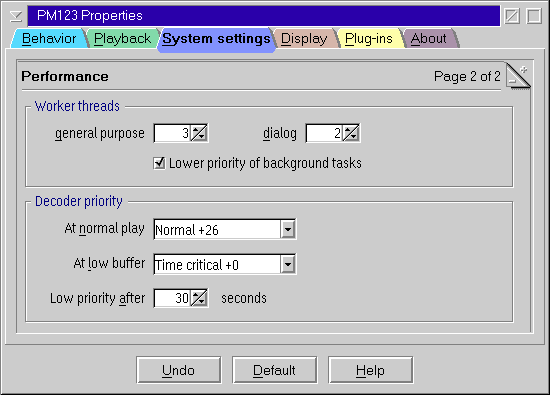 PM123 Properties
Behavior Playback System settings Display Plug-ins About
Performance Page 2 of 2
Worker threads
general purpose 3 dialog 2
Lower priority of background tasks
Decoder priority
At normal play Normal +26
At low buffer Time critical +0
Low priority after 30 seconds
Undo Default Help